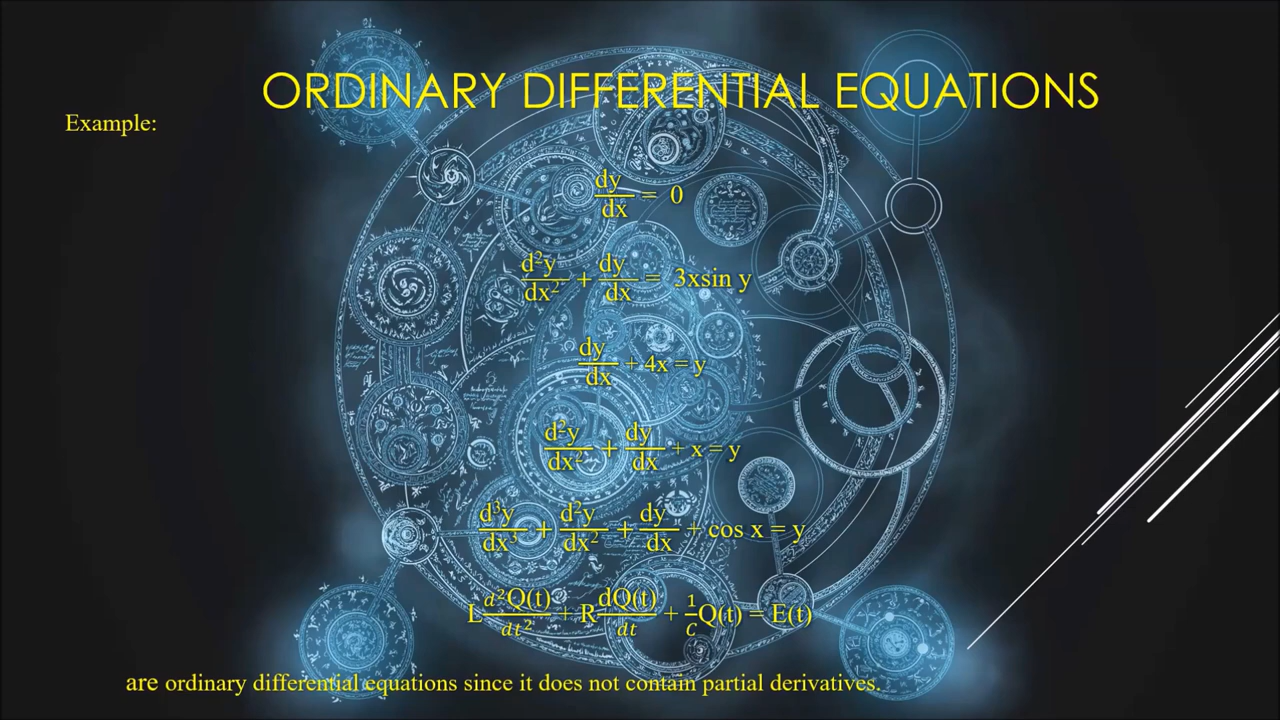 ORDINARY DIFFERENTIAL EQUATIONS
Example:
dy/dx = 0
d²y/dx² + dy/dx = 3xsin y
dy/dx + 4x = y
d²y/dx² + dy/dx + x = y
d³y/dx³ + d²y/dx² + dy/dx + cos x = y
L d²Q(t)/dt² + R dQ(t)/dt + 1/C Q(t) = E(t)
are ordinary differential equations since it does not contain partial derivatives.